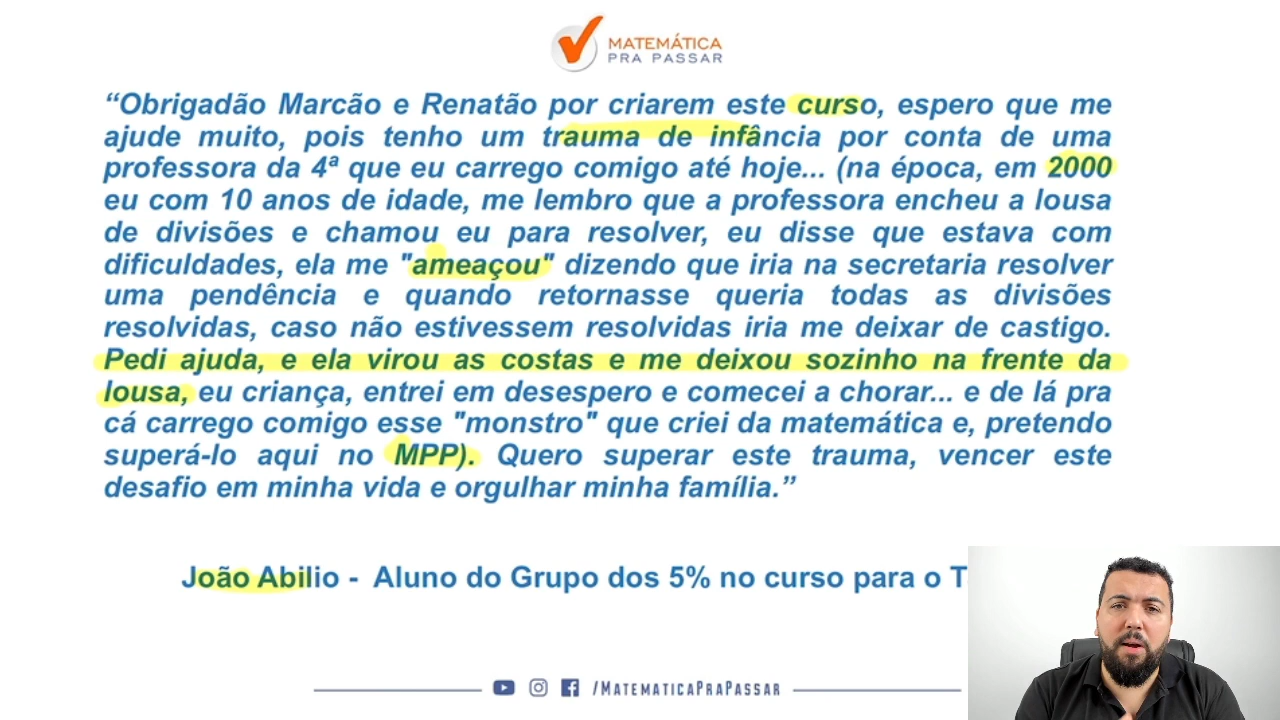 MATEMÁTICA
PRA PASSAR
“Obrigadão Marcão e Renatão por criarem este curso, espero que me
ajude muito, pois tenho um trauma de infância por conta de uma
professora da 4ª que eu carrego comigo até hoje... (na época, em 2000
eu com 10 anos de idade, me lembro que a professora encheu a lousa
de divisões e chamou eu para resolver, eu disse que estava com
dificuldades, ela me "ameaçou" dizendo que iria na secretaria resolver
uma pendência e quando retornasse queria todas as divisões
resolvidas, caso não estivessem resolvidas iria me deixar de castigo.
Pedi ajuda, e ela virou as costas e me deixou sozinho na frente da
lousa, eu criança, entrei em desespero e comecei a chorar... e de lá pra
cá carrego comigo esse "monstro" que criei da matemática e, pretendo
superá-lo aqui no MPP). Quero superar este trauma, vencer este
desafio em minha vida e orgulhar minha família.”
João Abilio - Aluno do Grupo dos 5% no curso para o T
/MATEMATICAPRAPASSAR